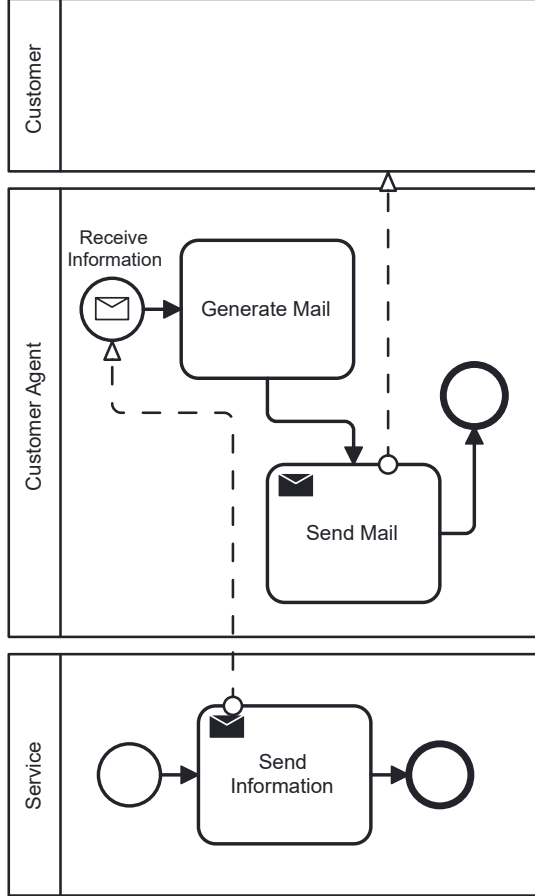 Customer
Customer Agent
Receive
Information
Generate Mail
Send Mail
Service
Send
Information